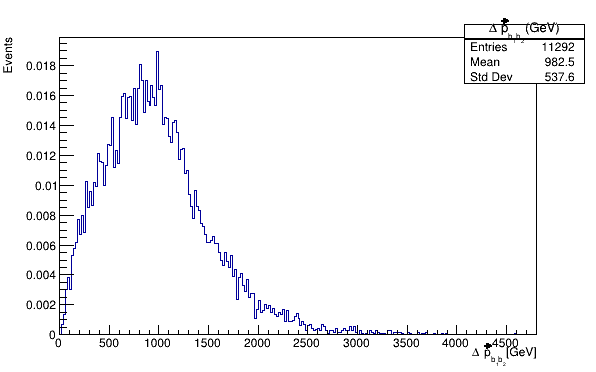 Δ p⃗ b₁b₂ (GeV)
Entries 11292
Mean 982.5
Std Dev 537.6
Events
0.018
0.016
0.014
0.012
0.01
0.008
0.006
0.004
0.002
0
0 500 1000 1500 2000 2500 3000 3500 4000 4500
Δ p⃗ b₁b₂ [GeV]